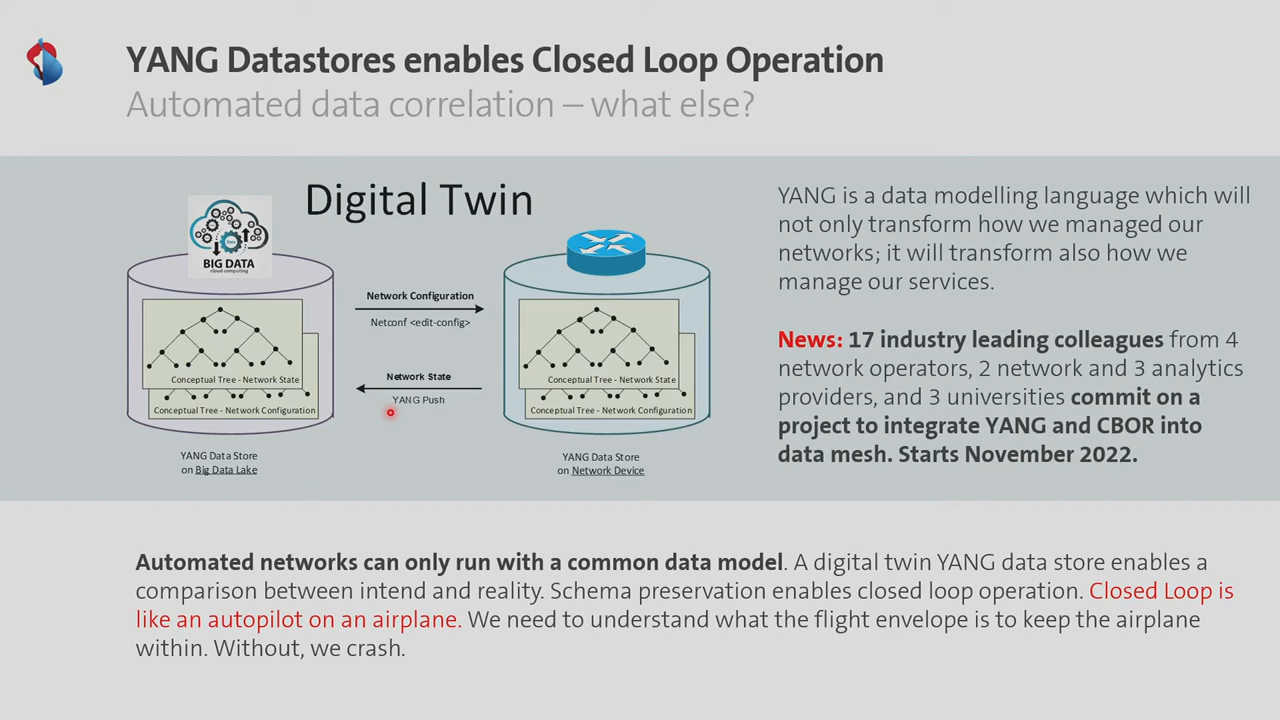 YANG Datastores enables Closed Loop Operation
Automated data correlation – what else?
Digital Twin
BIG DATA
cloud computing
Conceptual Tree - Network State
Conceptual Tree - Network Configuration
YANG Data Store
on Big Data Lake
Network Configuration
Netconf <edit-config>
Network State
YANG Push
Conceptual Tree - Network State
Conceptual Tree - Network Configuration
YANG Data Store
on Network Device
YANG is a data modelling language which will
not only transform how we managed our
networks; it will transform also how we
manage our services.
News: 17 industry leading colleagues from 4
network operators, 2 network and 3 analytics
providers, and 3 universities commit on a
project to integrate YANG and CBOR into
data mesh. Starts November 2022.
Automated networks can only run with a common data model. A digital twin YANG data store enables a
comparison between intend and reality. Schema preservation enables closed loop operation. Closed Loop is
like an autopilot on an airplane. We need to understand what the flight envelope is to keep the airplane
within. Without, we crash.